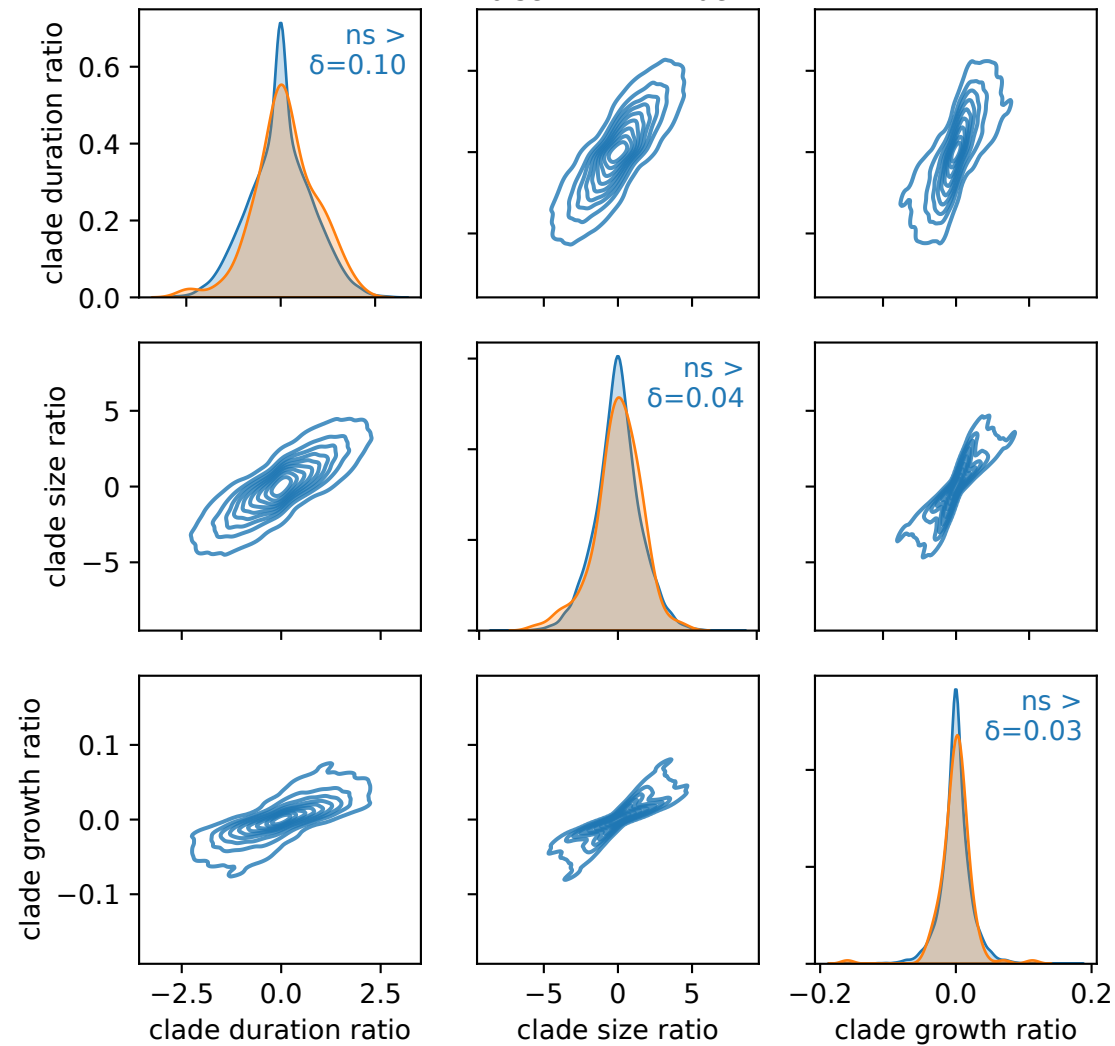 clade duration ratio
0.6
0.4
0.2
0.0
ns >
δ=0.10
clade size ratio
5
0
−5
ns >
δ=0.04
clade growth ratio
0.1
0.0
−0.1
ns >
δ=0.03
−2.5 0.0 2.5
−5 0 5
−0.2 0.0 0.2
clade duration ratio
clade size ratio
clade growth ratio